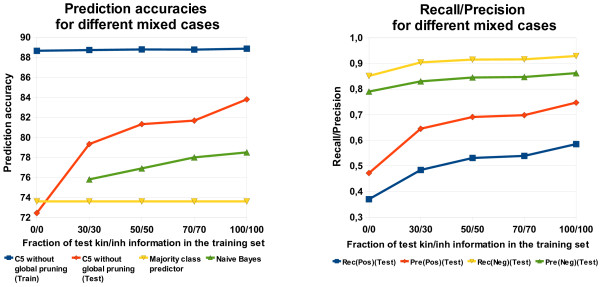 Prediction accuracies
for different mixed cases
90
88
86
84
82
80
78
76
74
72
Prediction accuracy
0/0
30/30
50/50
70/70
100/100
Fraction of test kin/inh information in the training set
C5 without
global pruning
(Train)
C5 without
global pruning
(Test)
Majority class
predictor
Naive Bayes
Recall/Precision
for different mixed cases
1,0
0,9
0,8
0,7
0,6
0,5
0,4
0,3
Recall/Precision
0/0
30/30
50/50
70/70
100/100
Fraction of test kin/inh information in the training set
Rec(Pos)(Test)
Pre(Pos)(Test)
Rec(Neg)(Test)
Pre(Neg)(Test)